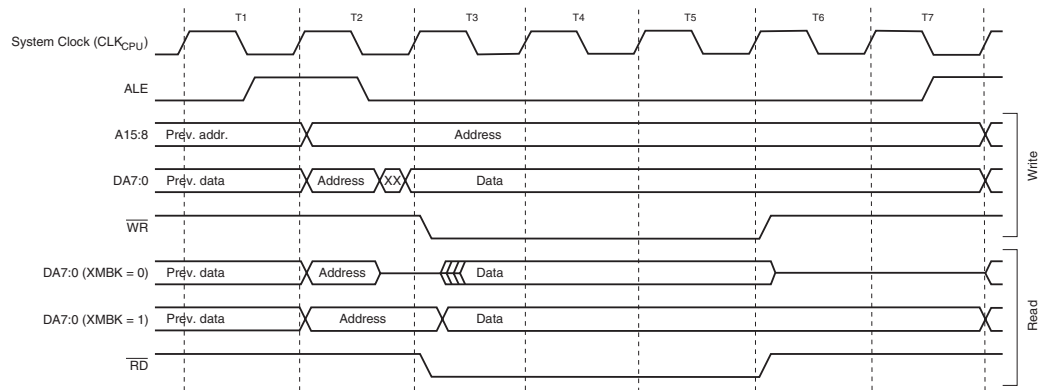 T1 T2 T3 T4 T5 T6 T7
System Clock (CLKCPU)
ALE
A15:8 Prev. addr. Address
DA7:0 Prev. data Address XX Data
WR
Write
DA7:0 (XMBK = 0) Prev. data Address Data
DA7:0 (XMBK = 1) Prev. data Address Data
RD
Read